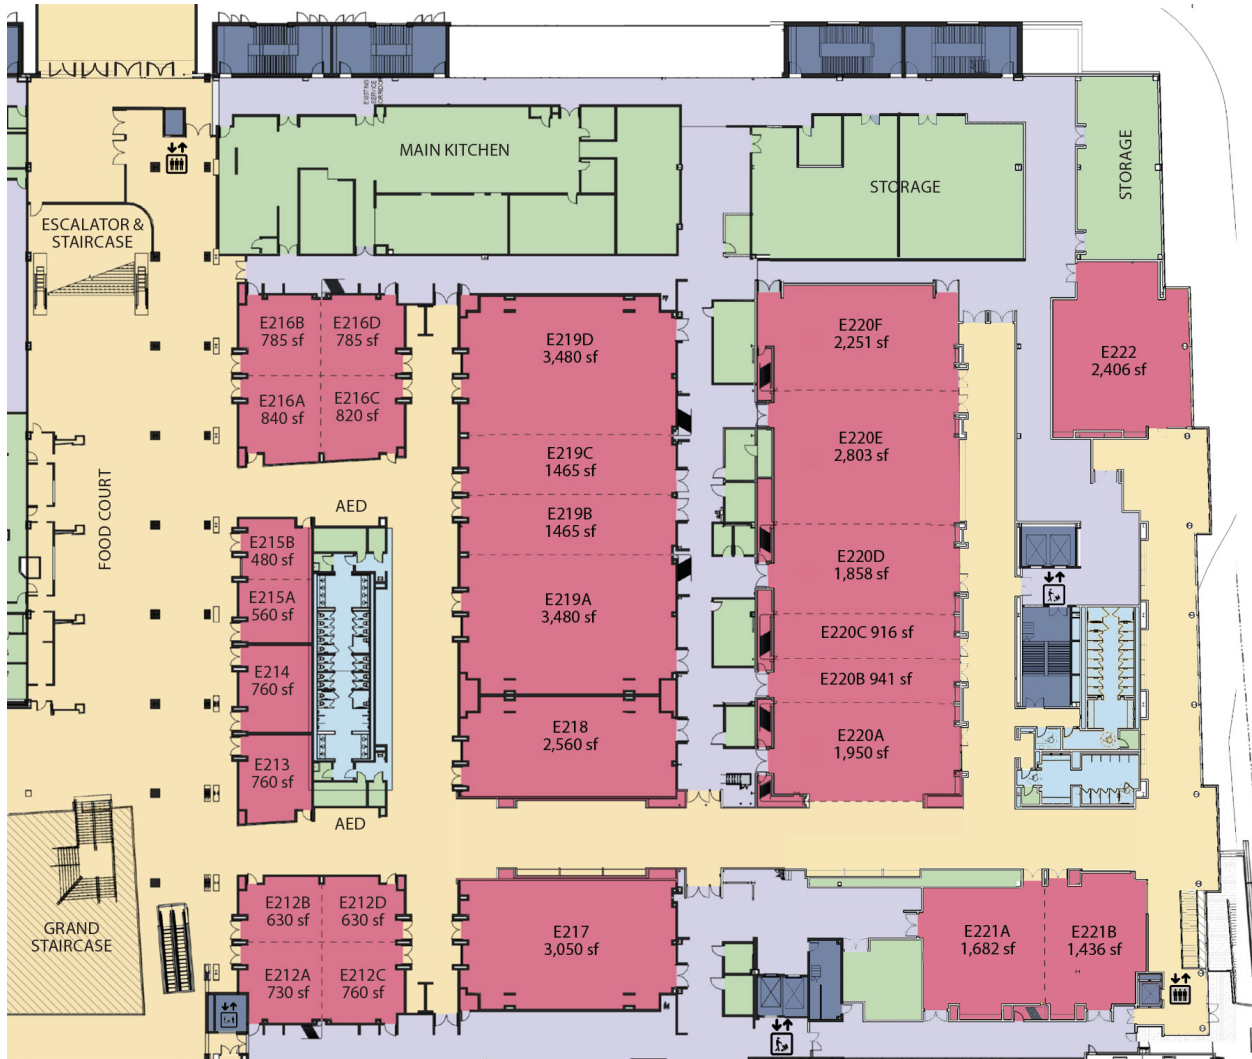 EXISTING
SERVICE
CORRIDOR
MAIN KITCHEN
STORAGE
STORAGE
ESCALATOR &
STAIRCASE
E216B
785 sf
E216D
785 sf
E216A
840 sf
E216C
820 sf
E219D
3,480 sf
E219C
1465 sf
E219B
1465 sf
E219A
3,480 sf
E218
2,560 sf
E220F
2,251 sf
E220E
2,803 sf
E220D
1,858 sf
E220C 916 sf
E220B 941 sf
E220A
1,950 sf
E222
2,406 sf
FOOD COURT
AED
E215B
480 sf
E215A
560 sf
E214
760 sf
E213
760 sf
AED
GRAND
STAIRCASE
E212B
630 sf
E212D
630 sf
E212A
730 sf
E212C
760 sf
E217
3,050 sf
E221A
1,682 sf
E221B
1,436 sf